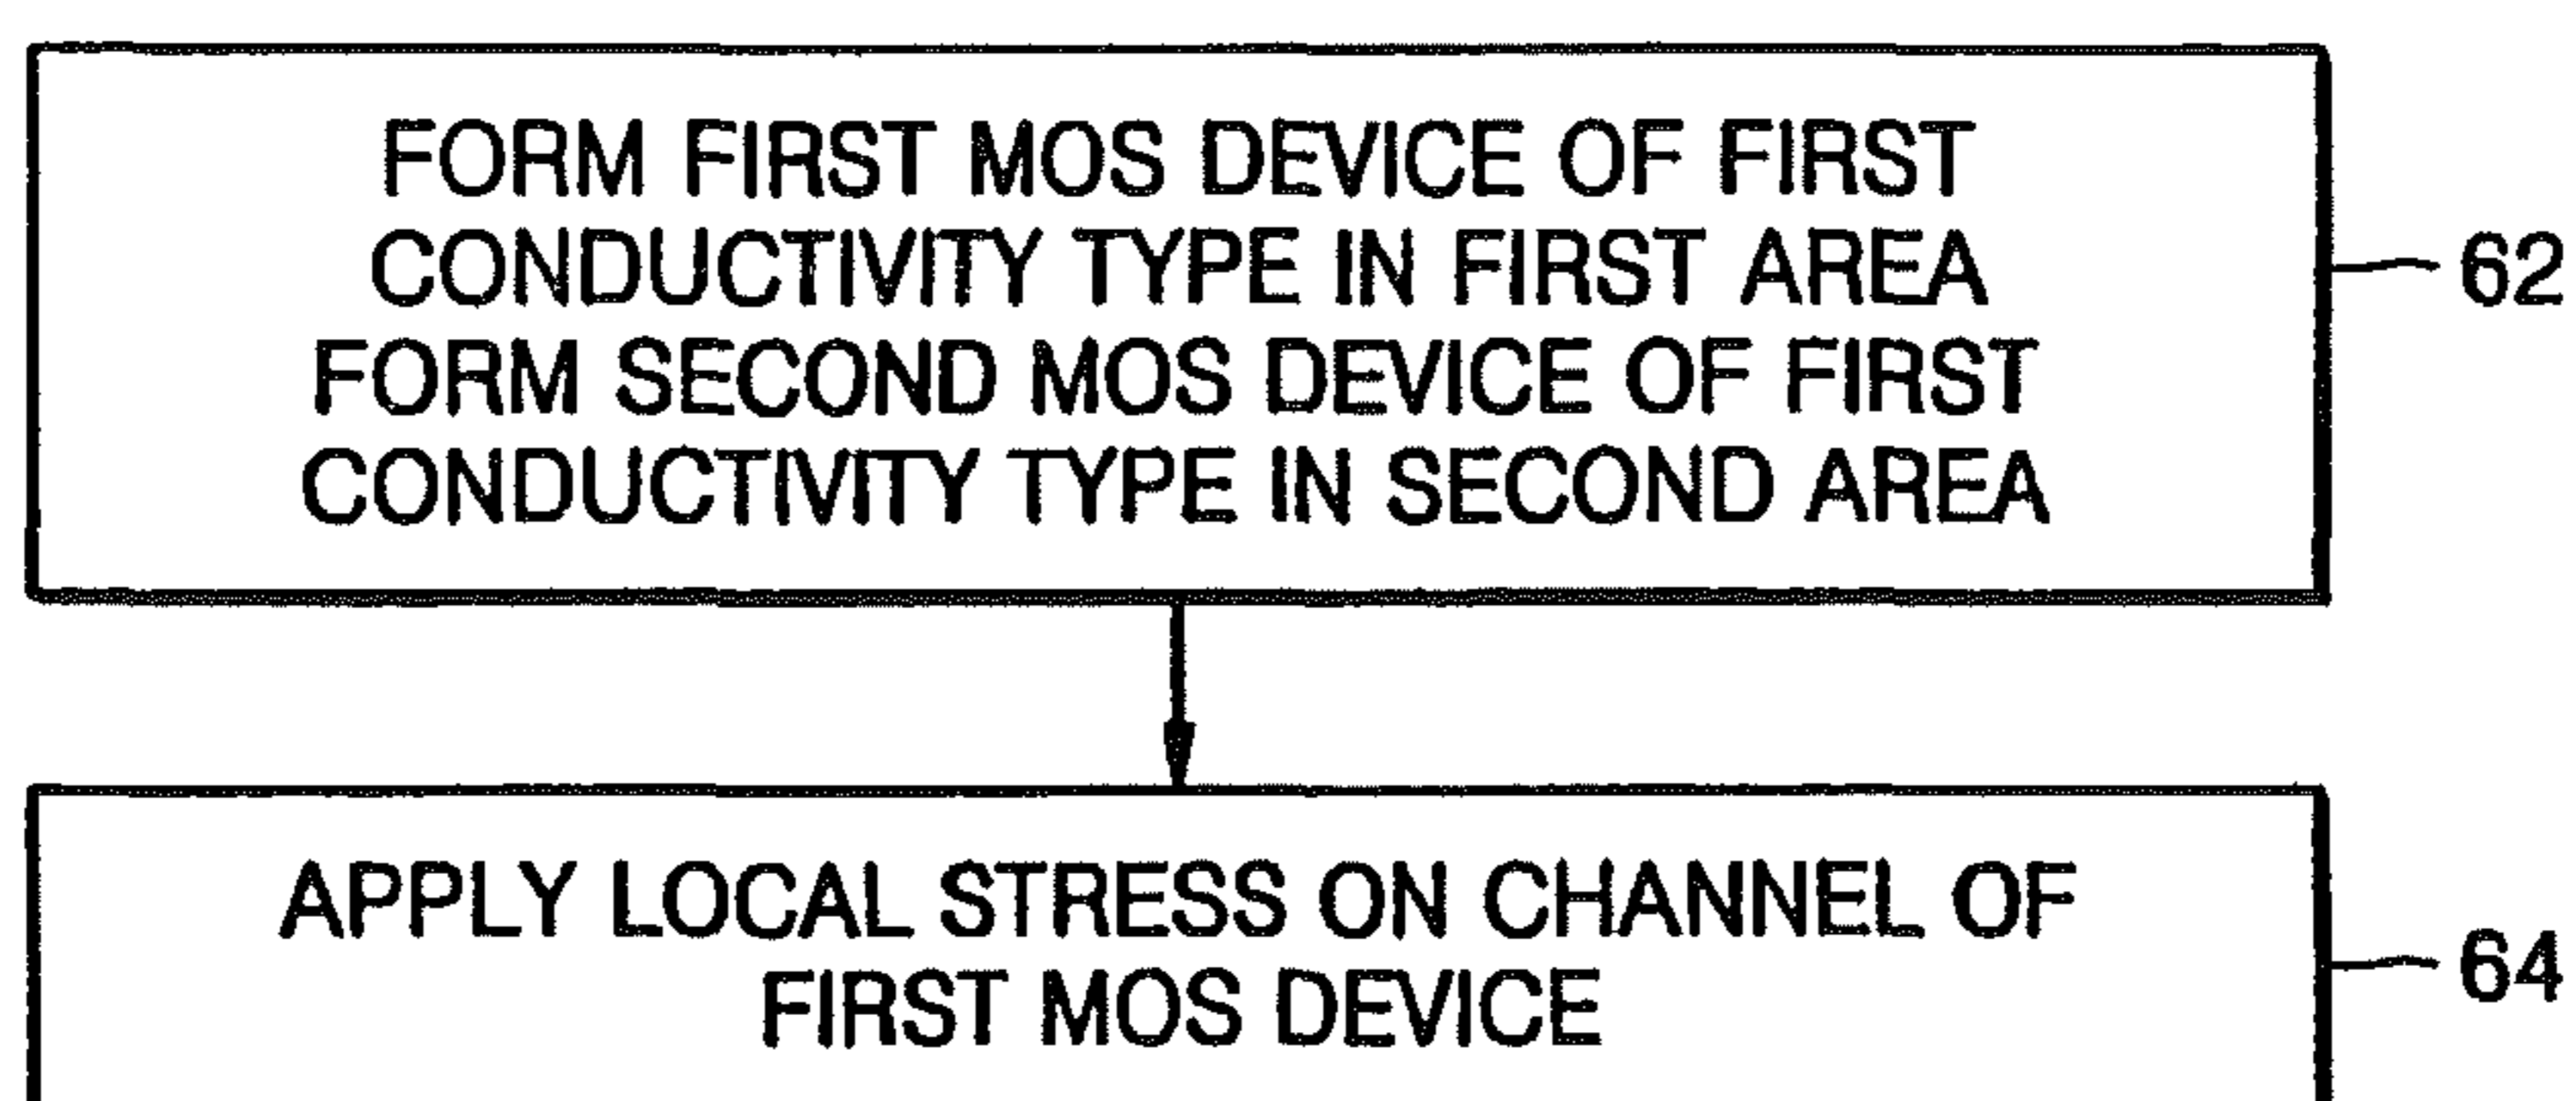 FORM FIRST MOS DEVICE OF FIRST
CONDUCTIVITY TYPE IN FIRST AREA
FORM SECOND MOS DEVICE OF FIRST
CONDUCTIVITY TYPE IN SECOND AREA
62
APPLY LOCAL STRESS ON CHANNEL OF
FIRST MOS DEVICE
64